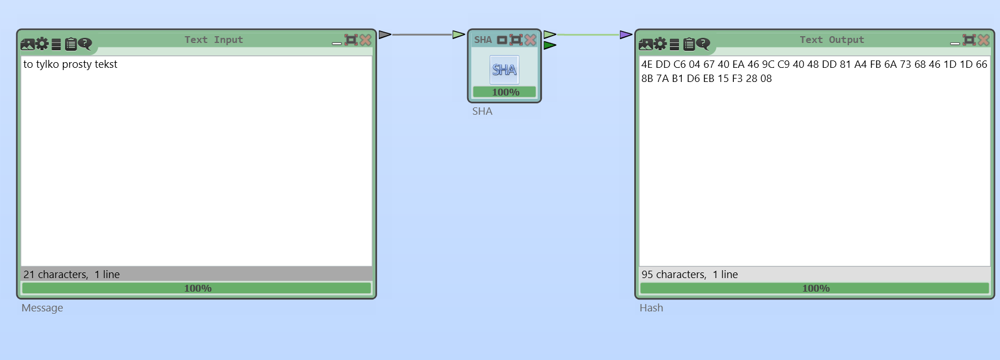 Text Input
to tylko prosty tekst
21 characters, 1 line
100%
Message
SHA
SHA
100%
SHA
Text Output
4E DD C6 04 67 40 EA 46 9C C9 40 48 DD 81 A4 FB 6A 73 68 46 1D 1D 66
8B 7A B1 D6 EB 15 F3 28 08
95 characters, 1 line
100%
Hash